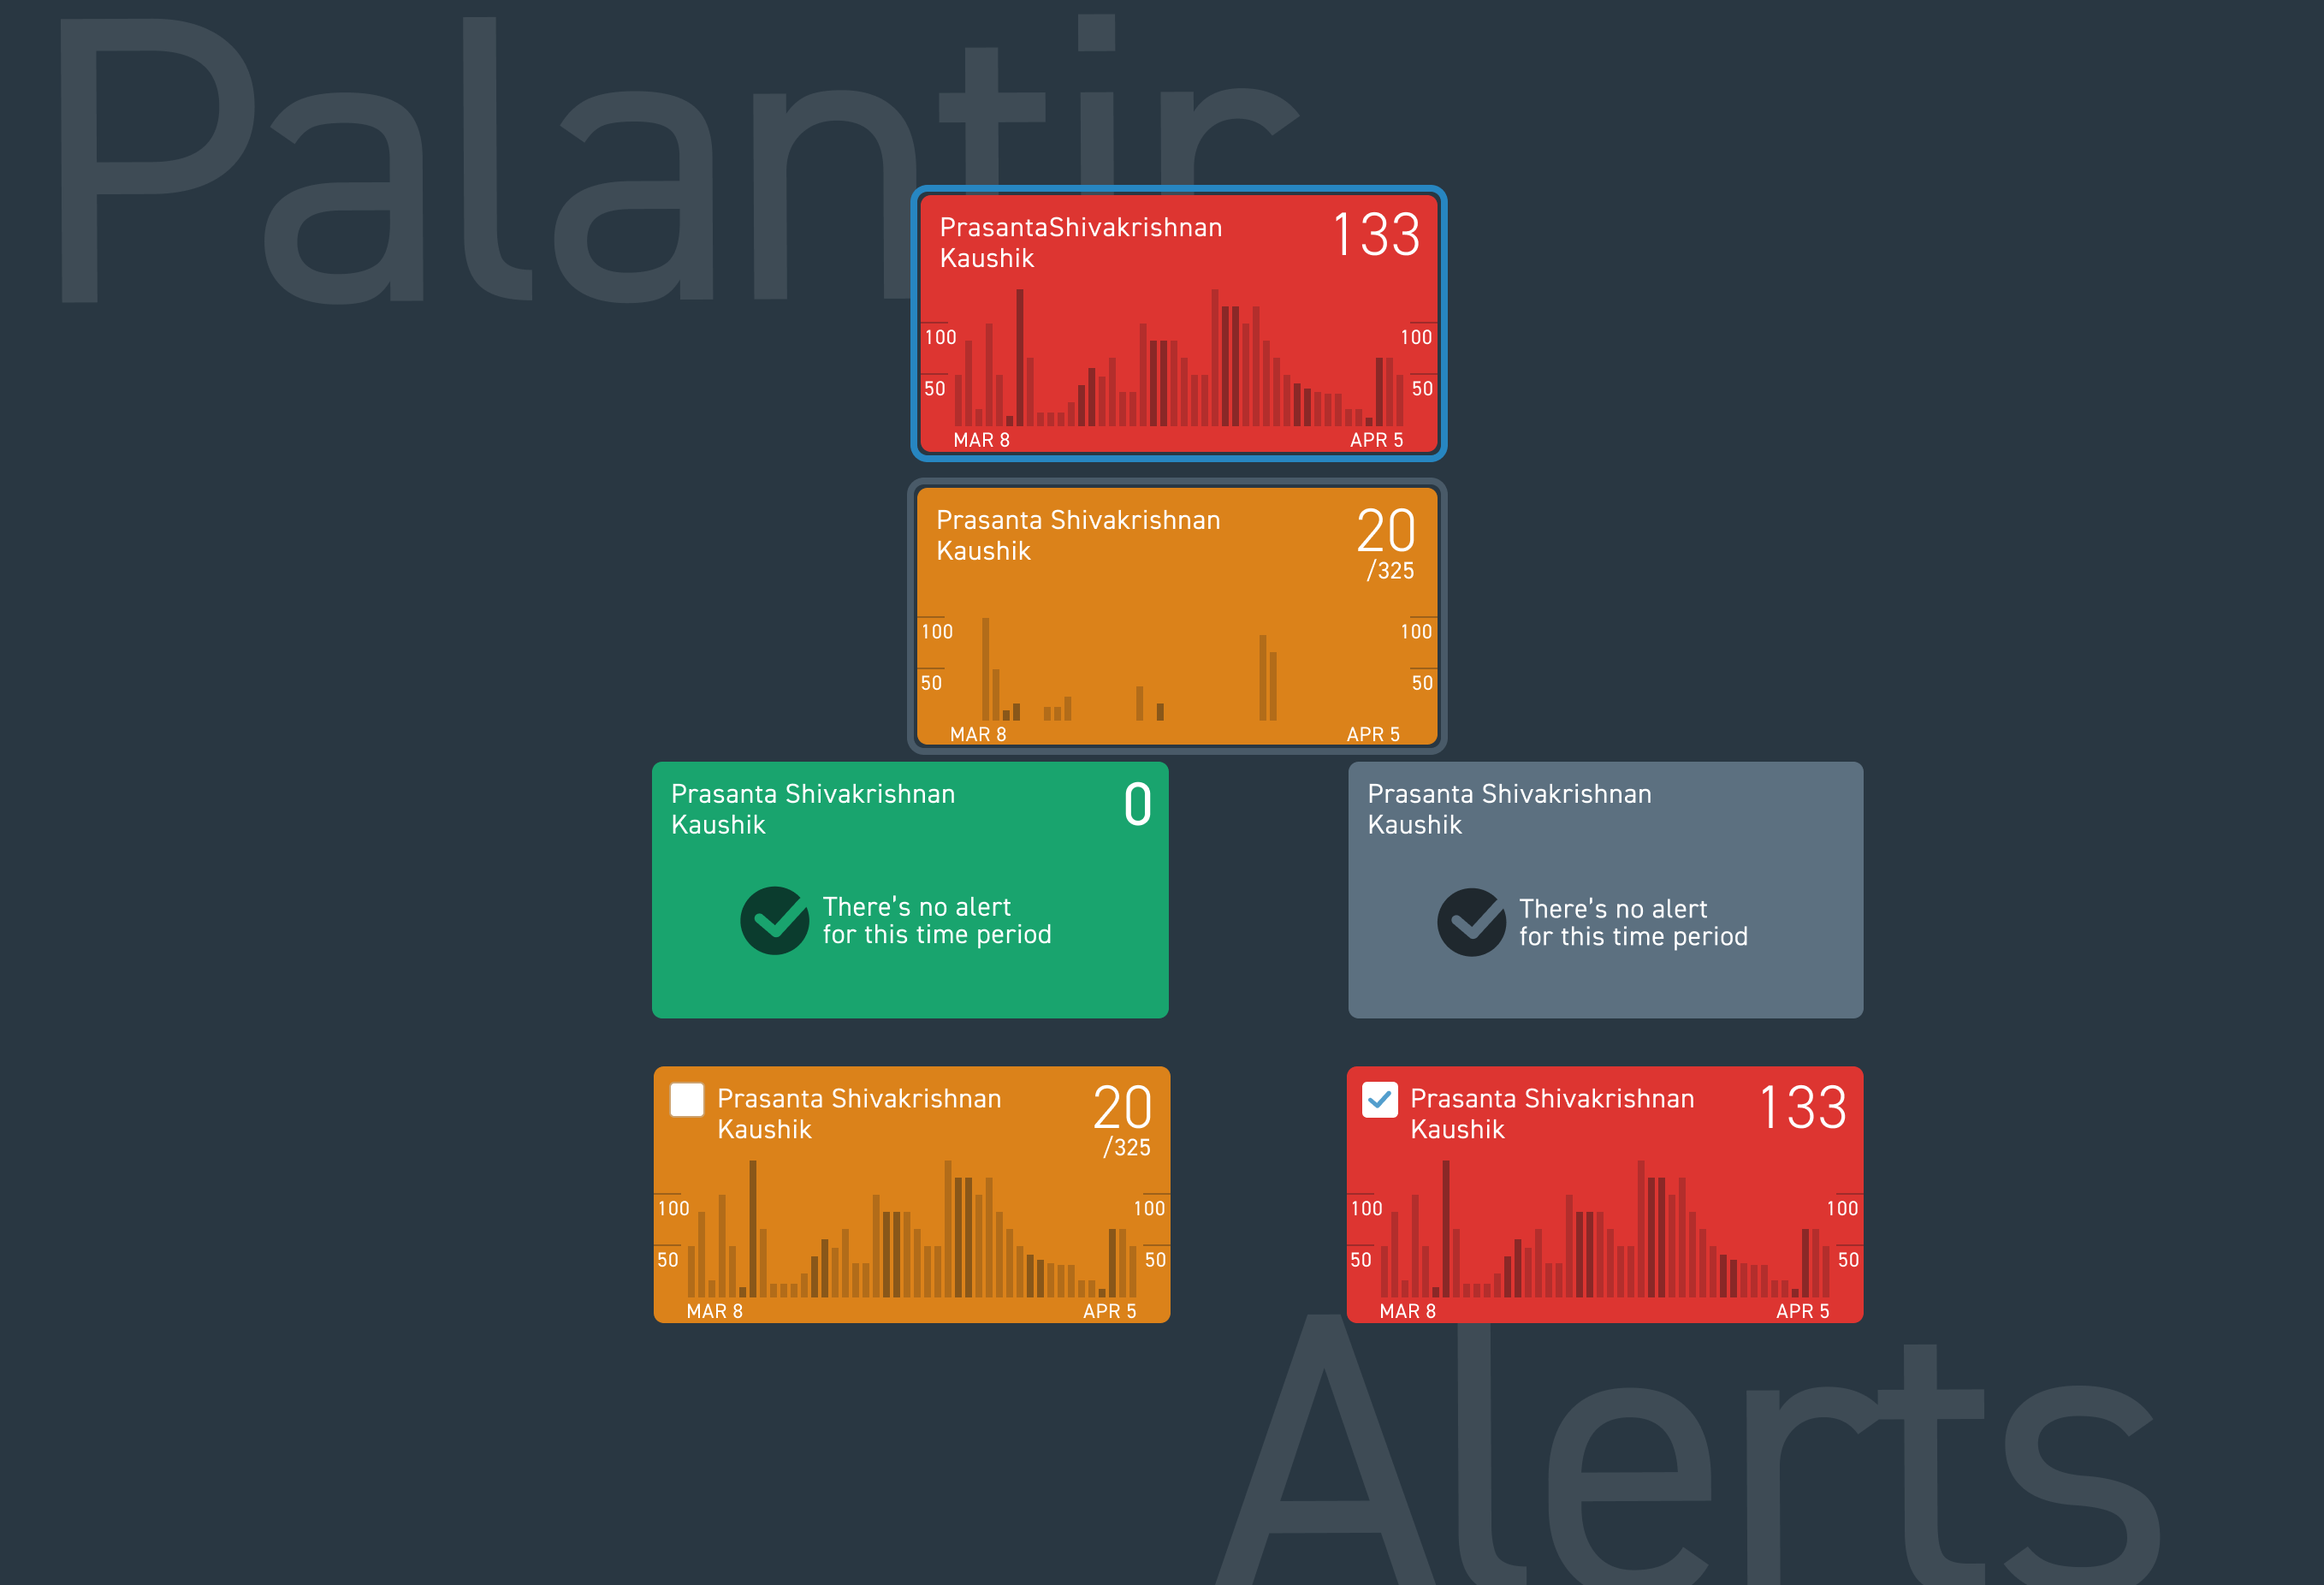 Palantir
PrasantaShivakrishnan
Kaushik
133
100
100
50
50
MAR 8
APR 5
Prasanta Shivakrishnan
Kaushik
20
/325
100
100
50
50
MAR 8
APR 5
Prasanta Shivakrishnan
Kaushik
0
There's no alert
for this time period
Prasanta Shivakrishnan
Kaushik
There's no alert
for this time period
Prasanta Shivakrishnan
Kaushik
20
/325
100
100
50
50
MAR 8
APR 5
Prasanta Shivakrishnan
Kaushik
133
100
100
50
50
MAR 8
APR 5
Alerts